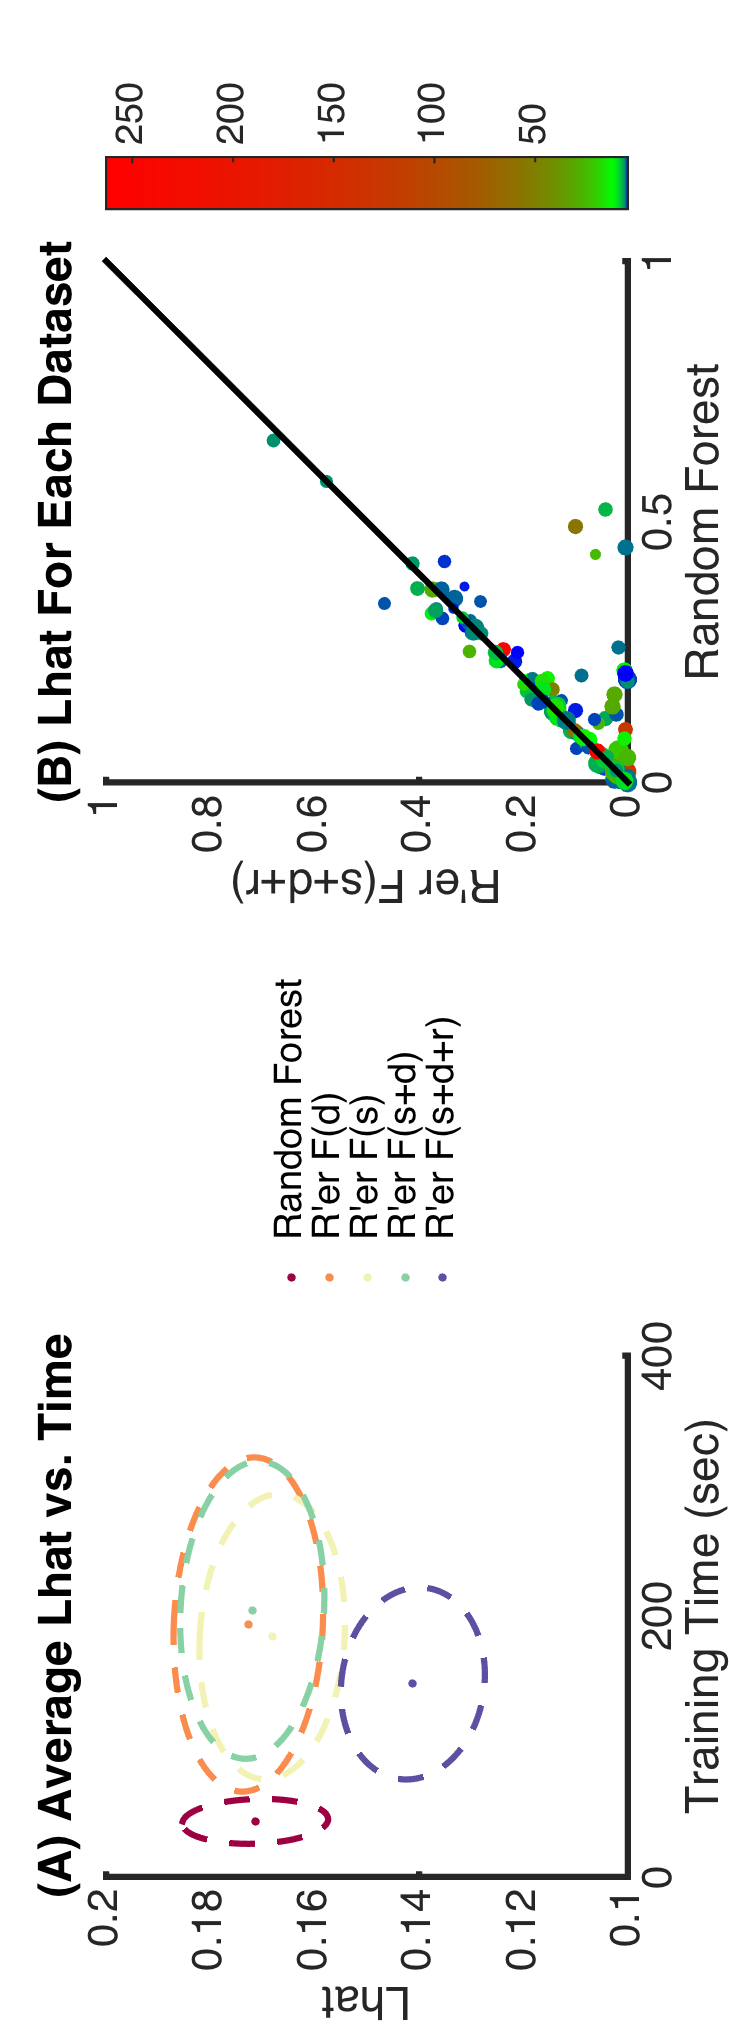 (A) Average Lhat vs. Time
0.2
0.18
0.16
0.14
0.12
0.1
Lhat
0
200
400
Training Time (sec)
Random Forest
R'er F(d)
R'er F(s)
R'er F(s+d)
R'er F(s+d+r)
(B) Lhat For Each Dataset
1
0.8
0.6
0.4
0.2
0
R'er F(s+d+r)
0
0.5
1
Random Forest
250
200
150
100
50